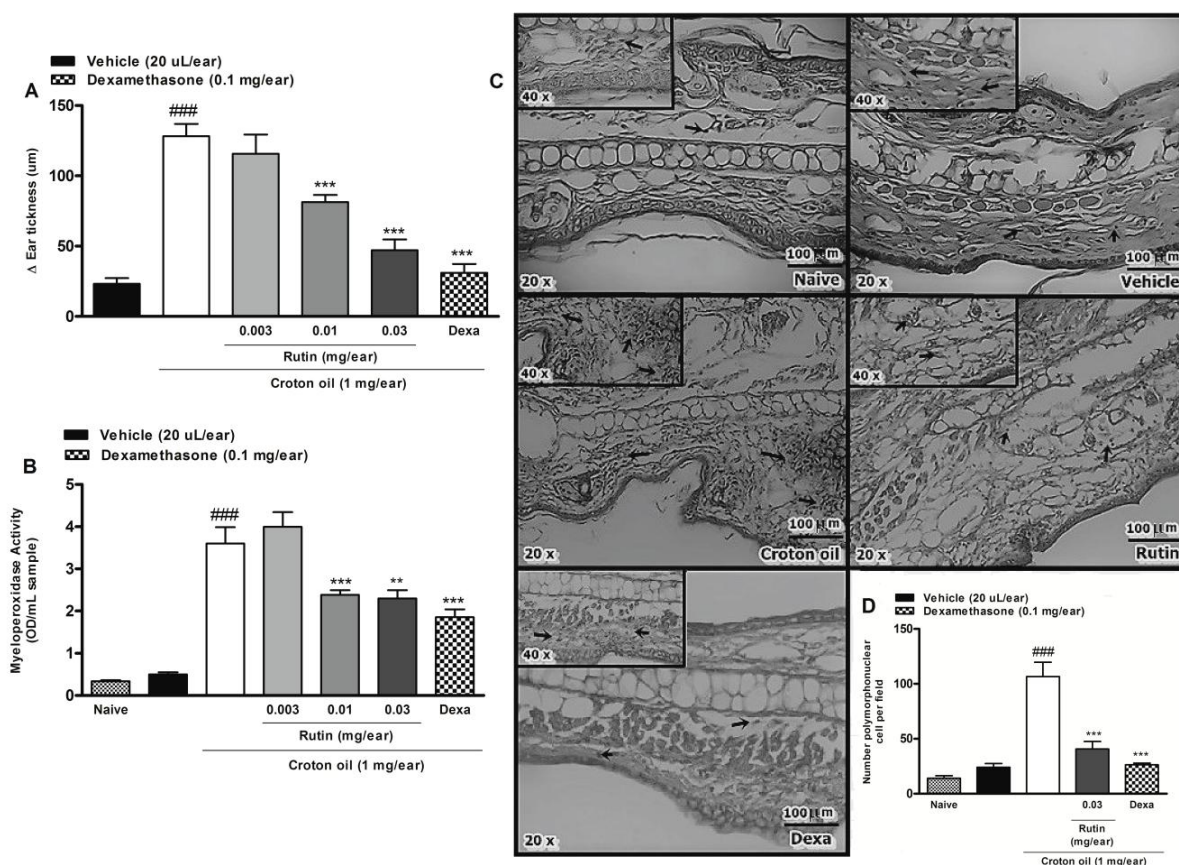 A
Vehicle (20 uL/ear)
Dexamethasone (0.1 mg/ear)
Δ Ear tickness (um)
150
100
50
0
###
***
***
***
0.003 0.01 0.03 Dexa
Rutin (mg/ear)
Croton oil (1 mg/ear)
B
Vehicle (20 uL/ear)
Dexamethasone (0.1 mg/ear)
Myeloperoxidase Activity
(OD/mL sample)
5
4
3
2
1
0
###
***
**
***
Naive 0.003 0.01 0.03 Dexa
Rutin (mg/ear)
Croton oil (1 mg/ear)
C
40 x
100 µm
Naive
20 x
40 x
100 µm
Vehicle
20 x
40 x
100 µm
Croton oil
20 x
40 x
100 µm
Rutin
20 x
40 x
100 µm
Dexa
20 x
D
Vehicle (20 uL/ear)
Dexamethasone (0.1 mg/ear)
Number polymorphonuclear
cell per field
150
100
50
0
###
***
***
Naive 0.03 Dexa
Rutin
(mg/ear)
Croton oil (1 mg/ear)